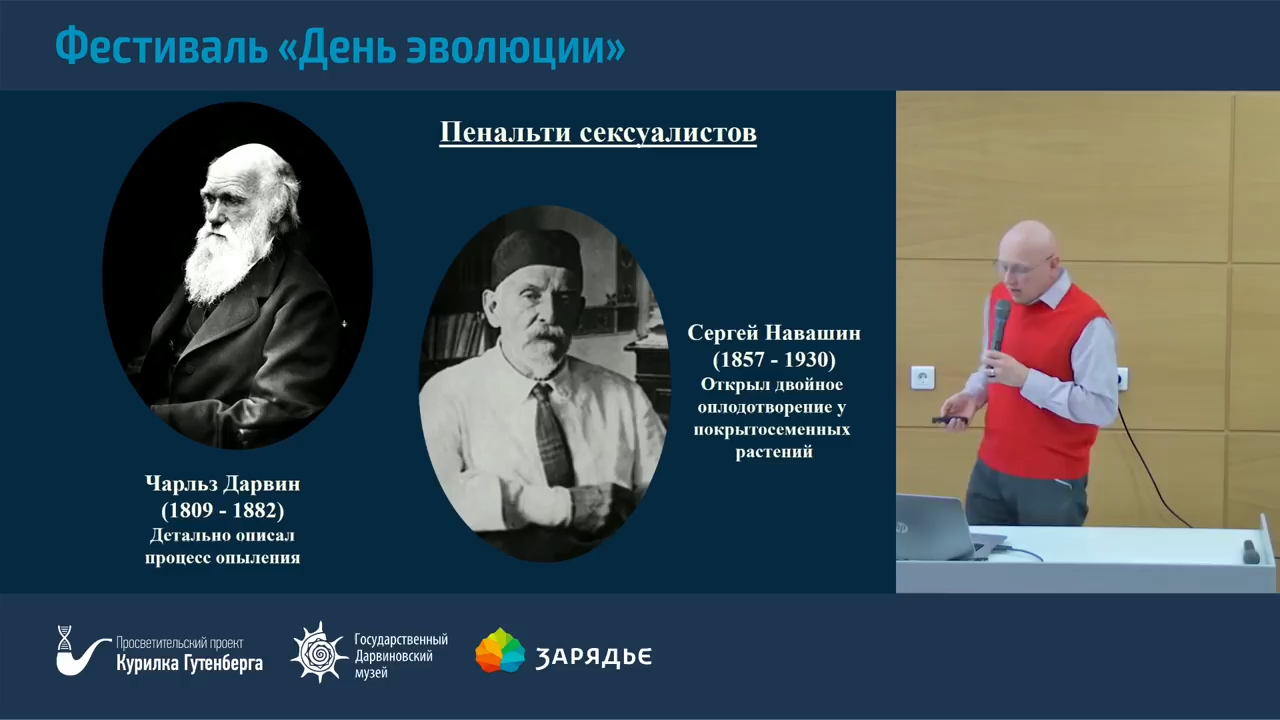 Фестиваль «День эволюции»
Пенальти сексуалистов
Сергей Навашин
(1857 - 1930)
Открыл двойное
оплодотворение у
покрытосеменных
растений
Чарльз Дарвин
(1809 - 1882)
Детально описал
процесс опыления
Просветительский проект
Курилка Гутенберга
Государственный
Дарвиновский
музей
ЗАРЯДЬЕ